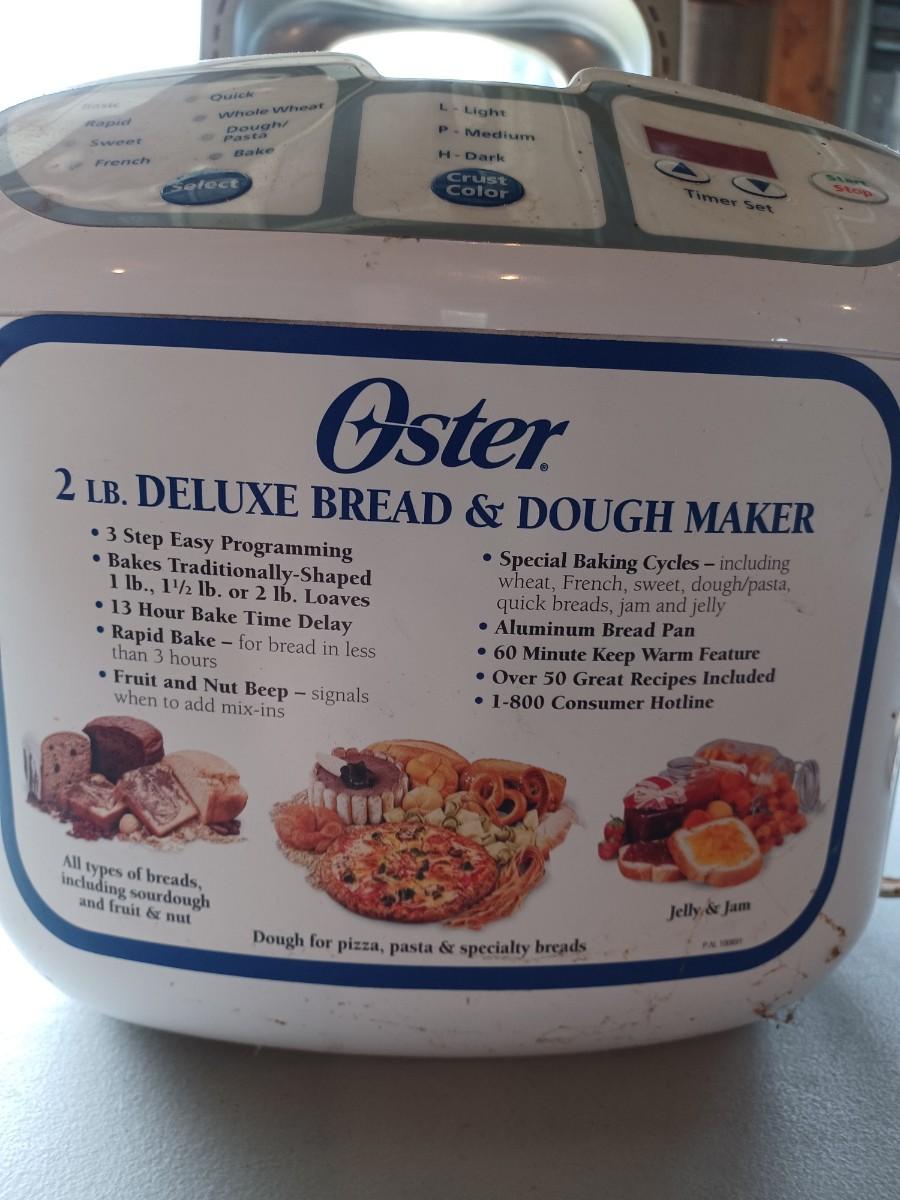 Basic
Rapid
Sweet
French
Quick
Whole Wheat
Dough/
Pasta
Bake
Select
L - Light
P - Medium
H - Dark
Crust
Color
Timer Set
Start
Stop
Oster®
2 LB. DELUXE BREAD & DOUGH MAKER
• 3 Step Easy Programming
• Bakes Traditionally-Shaped
1 lb., 1½ lb. or 2 lb. Loaves
• 13 Hour Bake Time Delay
• Rapid Bake – for bread in less
than 3 hours
• Fruit and Nut Beep – signals
when to add mix-ins
• Special Baking Cycles – including
wheat, French, sweet, dough/pasta,
quick breads, jam and jelly
• Aluminum Bread Pan
• 60 Minute Keep Warm Feature
• Over 50 Great Recipes Included
• 1-800 Consumer Hotline
All types of breads,
including sourdough
and fruit & nut
Dough for pizza, pasta & specialty breads
Jelly & Jam
P.N.